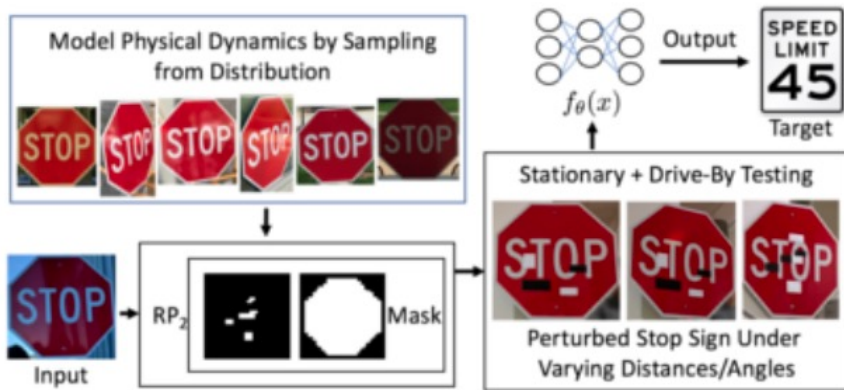 Model Physical Dynamics by Sampling
from Distribution
STOP STOP STOP STOP STOP STOP
Output
SPEED
LIMIT
45
fθ(x)
Target
Stationary + Drive-By Testing
STOP
RP2
Mask
STOP STOP STOP
Input
Perturbed Stop Sign Under
Varying Distances/Angles